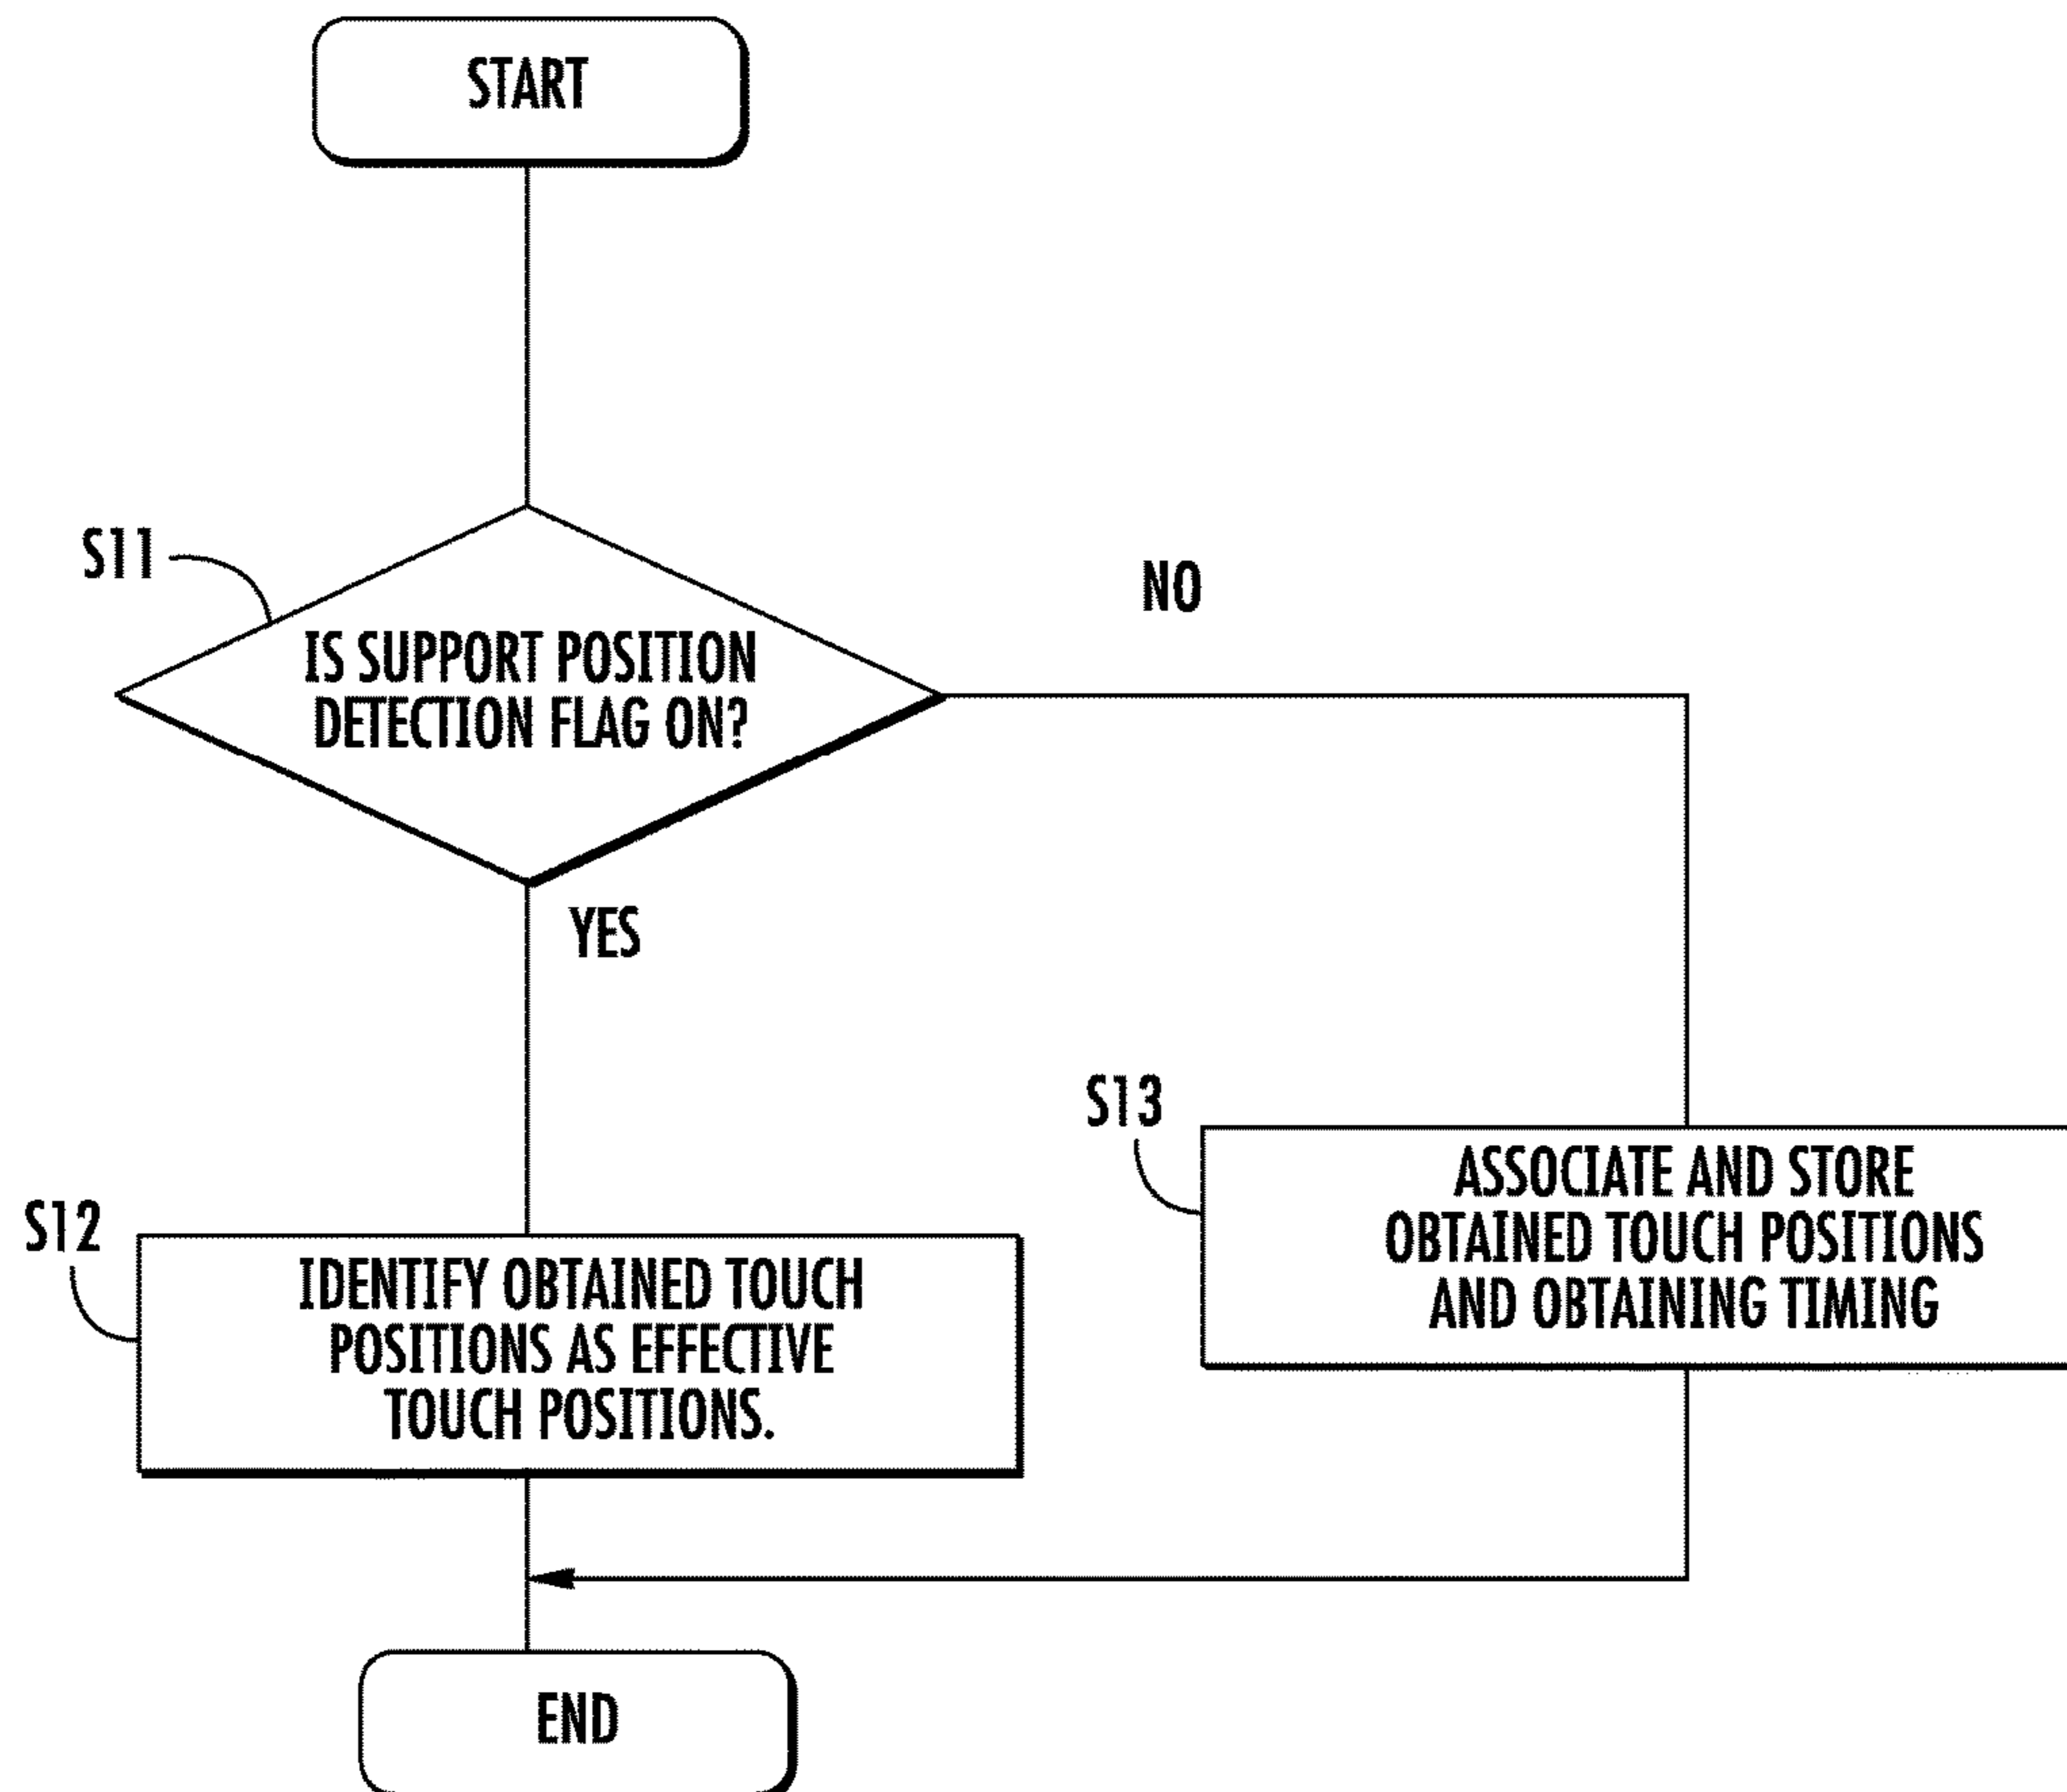 START
S11
IS SUPPORT POSITION
DETECTION FLAG ON?
NO
YES
S13
ASSOCIATE AND STORE
OBTAINED TOUCH POSITIONS
AND OBTAINING TIMING
S12
IDENTIFY OBTAINED TOUCH
POSITIONS AS EFFECTIVE
TOUCH POSITIONS.
END